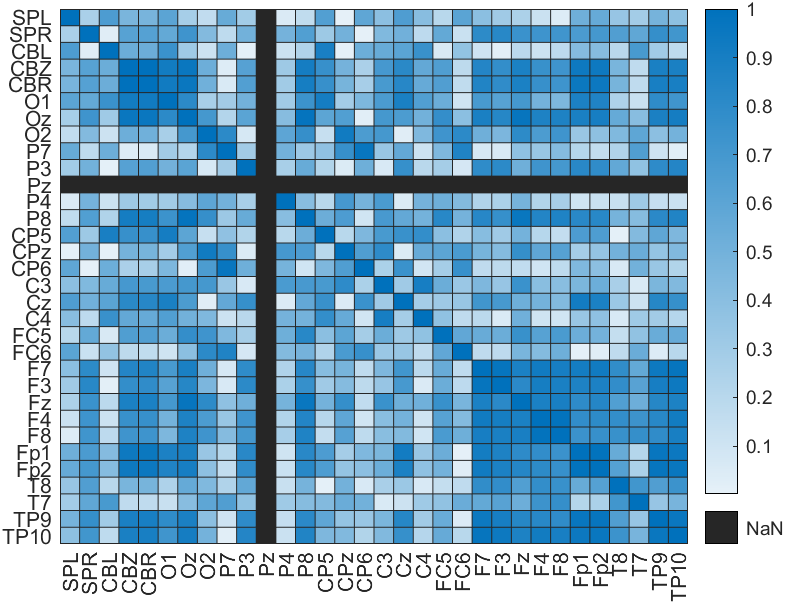 SPL
SPR
CBL
CBZ
CBR
O1
Oz
O2
P7
P3
Pz
P4
P8
CP5
CPz
CP6
C3
Cz
C4
FC5
FC6
F7
F3
Fz
F4
F8
Fp1
Fp2
T8
T7
TP9
TP10
SPL SPR CBL CBZ CBR O1 Oz O2 P7 P3 Pz P4 P8 CP5 CPz CP6 C3 Cz C4 FC5 FC6 F7 F3 Fz F4 F8 Fp1 Fp2 T8 T7 TP9 TP10
1
0.9
0.8
0.7
0.6
0.5
0.4
0.3
0.2
0.1
NaN